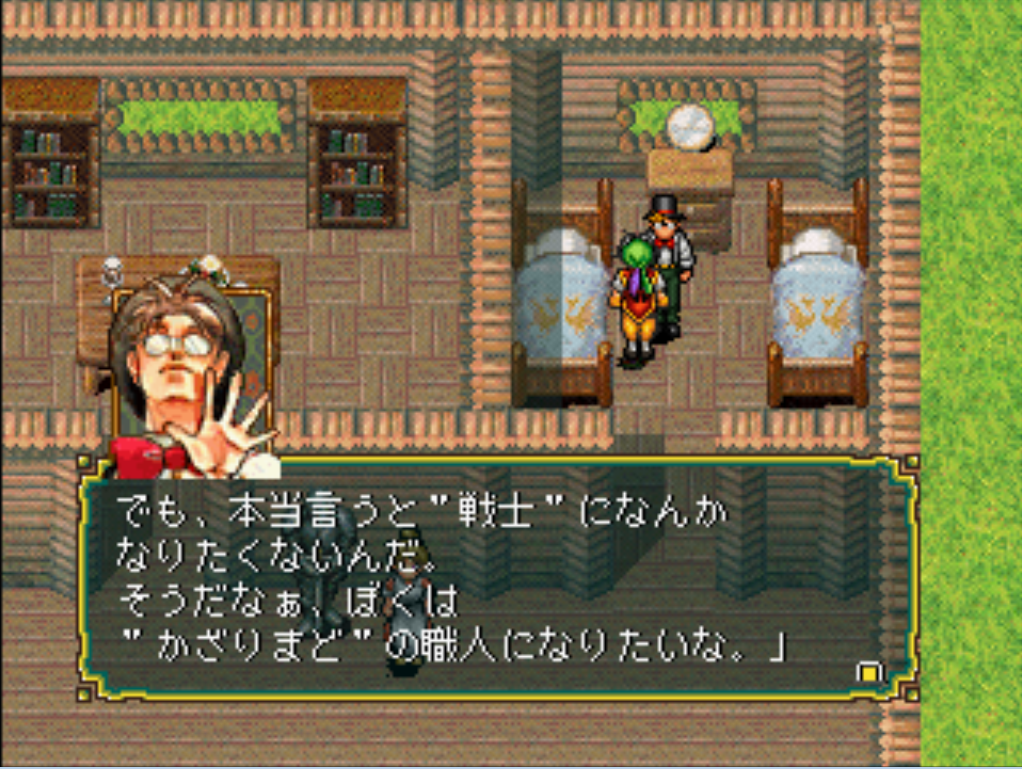 でも、本当言うと"戦士"になんか
なりたくないんだ。
そうだなぁ、ぼくは
"かざりまど"の職人になりたいな。」